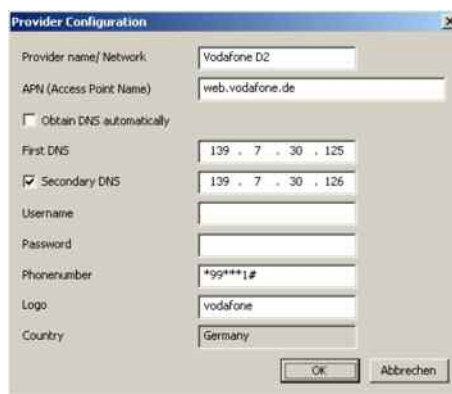 Provider Configuration
Provider name/ Network Vodafone D2
APN (Access Point Name) web.vodafone.de
Obtain DNS automatically
First DNS 139 . 7 . 30 . 125
Secondary DNS 139 . 7 . 30 . 126
Username
Password
Phonenumber *99***1#
Logo vodafone
Country Germany
OK Abbrechen